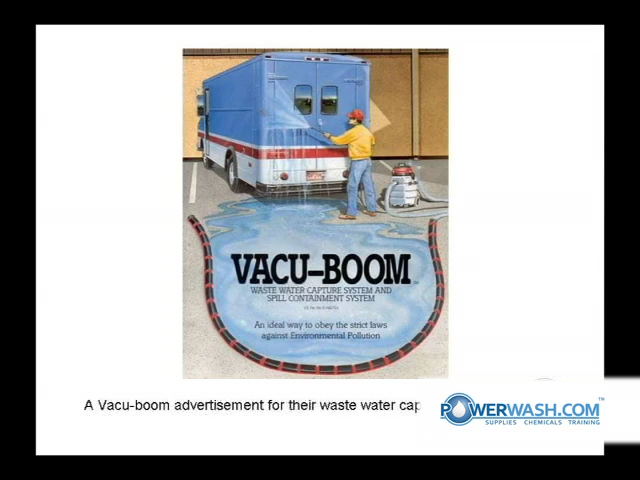 VACU-BOOM
WASTE WATER CAPTURE SYSTEM AND
SPILL CONTAINMENT SYSTEM
An ideal way to obey the strict laws
against Environmental Pollution
A Vacu-boom advertisement for their waste water cap
POWERWASH.COM™
SUPPLIES CHEMICALS TRAINING